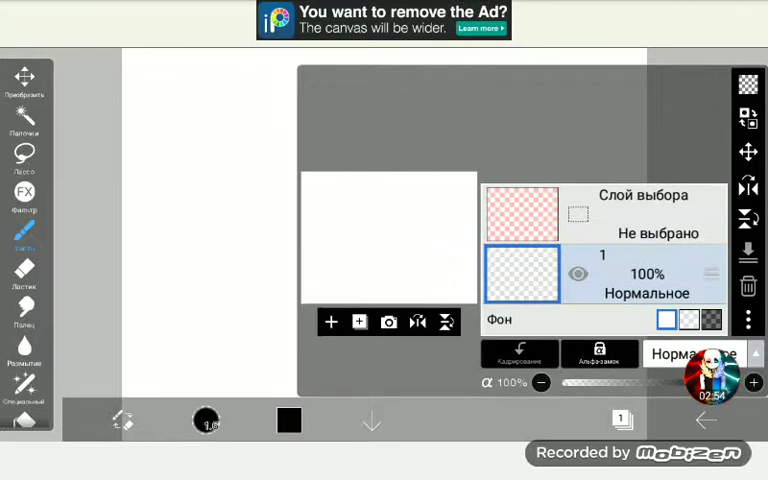 You want to remove the Ad?
The canvas will be wider.
Learn more
Преобразить
Палочки
Лассо
FX
Фильтр
Ластик
Палец
Размытие
Специальный
Слой выбора
Не выбрано
1
100%
Нормальное
Фон
Кадрирование
Альфа-замок
α 100%
02:54
1
Recorded by mobizen